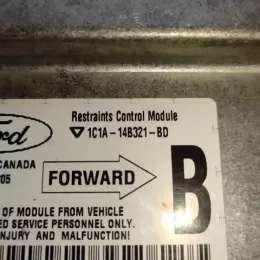 Ford
Restraints Control Module
1C1A-14B321-BD
CANADA
05
FORWARD
B
OF MODULE FROM VEHICLE
ED SERVICE PERSONNEL ONLY.
NJURY AND MALFUNCTION!